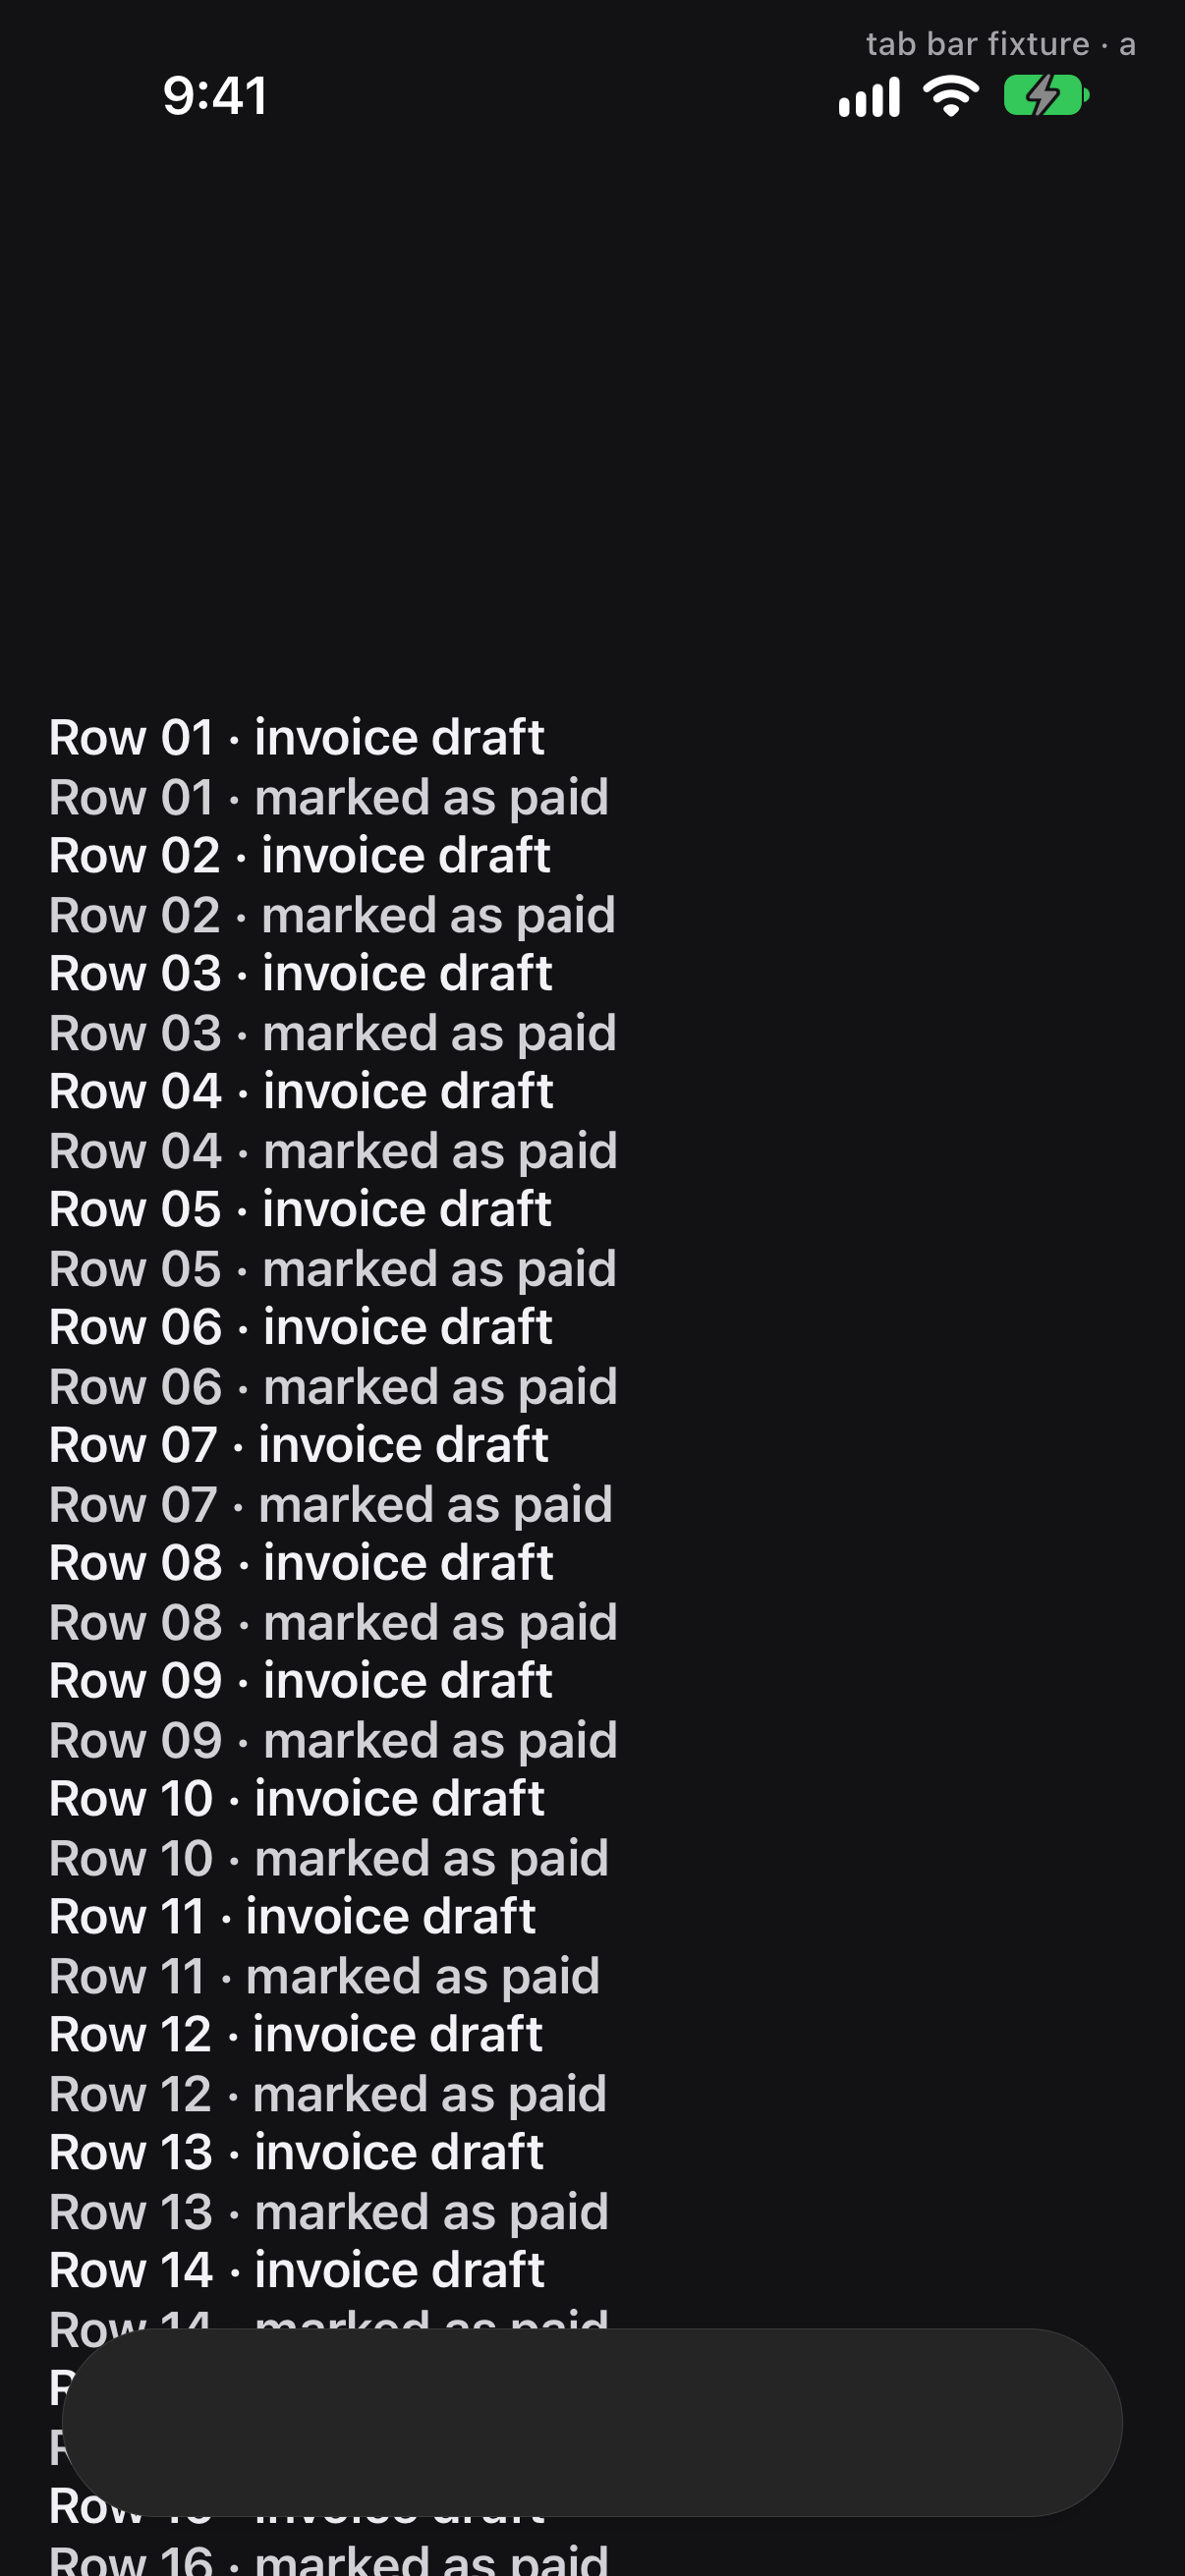 tab bar fixture · a
9:41
Row 01 · invoice draft
Row 01 · marked as paid
Row 02 · invoice draft
Row 02 · marked as paid
Row 03 · invoice draft
Row 03 · marked as paid
Row 04 · invoice draft
Row 04 · marked as paid
Row 05 · invoice draft
Row 05 · marked as paid
Row 06 · invoice draft
Row 06 · marked as paid
Row 07 · invoice draft
Row 07 · marked as paid
Row 08 · invoice draft
Row 08 · marked as paid
Row 09 · invoice draft
Row 09 · marked as paid
Row 10 · invoice draft
Row 10 · marked as paid
Row 11 · invoice draft
Row 11 · marked as paid
Row 12 · invoice draft
Row 12 · marked as paid
Row 13 · invoice draft
Row 13 · marked as paid
Row 14 · invoice draft
Row 14 · marked as paid
Row
Row 16 · marked as paid